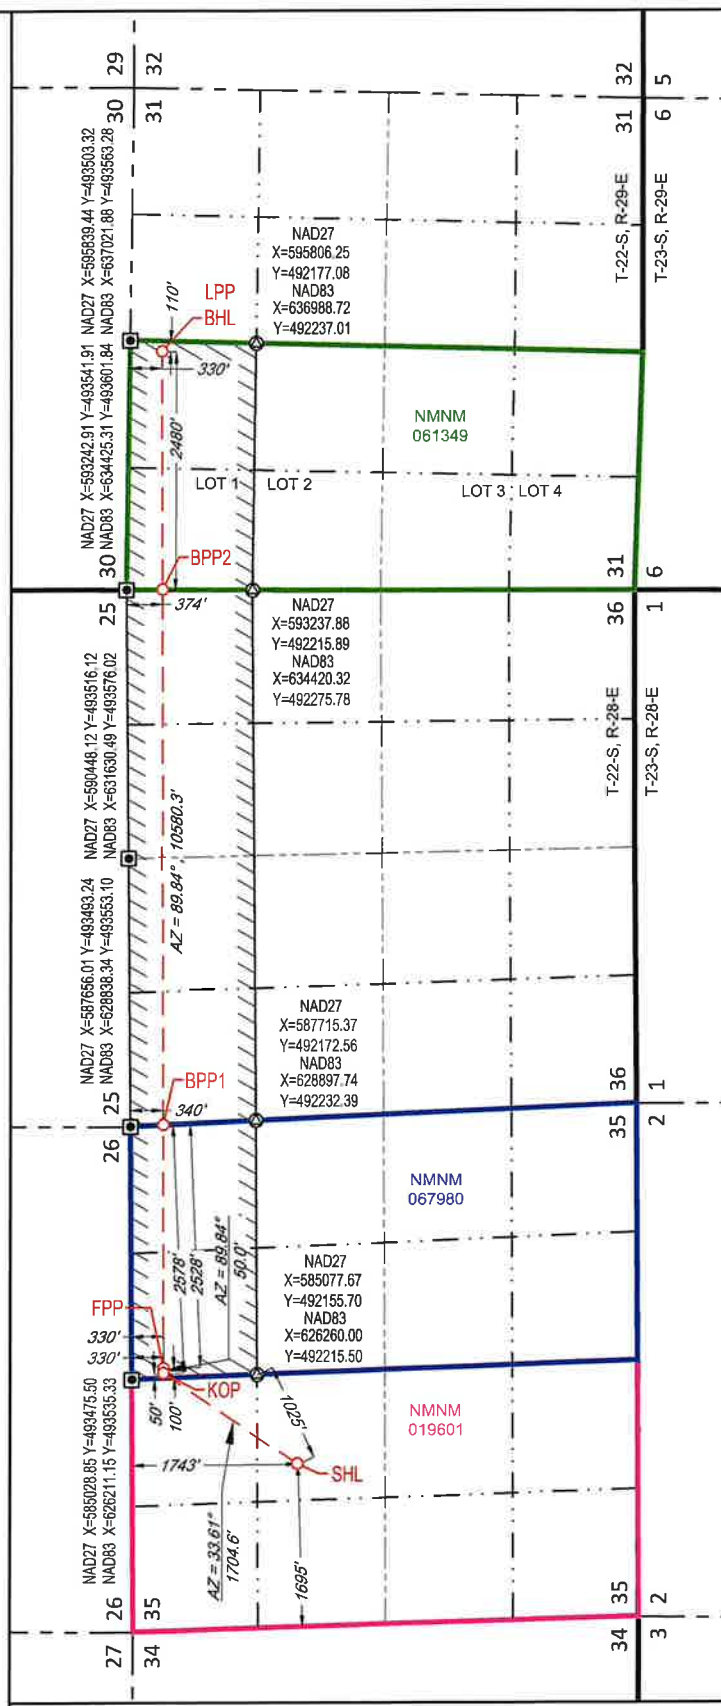 29
32
30
31
32
5
31
6
NAD27 X=595839.44 Y=493503.32
NAD83 X=637021.88 Y=493563.28
T-22-S, R-29-E
T-23-S, R-29-E
NAD27
X=595806.25
Y=492177.08
NAD83
X=636988.72
Y=492237.01
110'
LPP
BHL
330'
2480'
NMNM
061349
LOT 1
LOT 2
LOT 3
LOT 4
NAD27 X=593242.91 Y=493541.91
NAD83 X=634425.31 Y=493601.84
30
25
BPP2
374'
31
6
36
1
NAD27
X=593237.88
Y=492215.89
NAD83
X=634420.32
Y=492275.78
T-22-S, R-28-E
T-23-S, R-28-E
NAD27 X=590448.12 Y=493516.12
NAD83 X=631630.49 Y=493576.02
AZ = 89.84° 10580.3'
NAD27 X=587656.01 Y=493493.24
NAD83 X=628838.34 Y=493553.10
NAD27
X=587715.37
Y=492172.56
NAD83
X=628897.74
Y=492232.39
25
26
BPP1
340'
36
1
35
2
NMNM
067980
2578'
2528'
AZ = 89.84°
50.0'
NAD27
X=585077.67
Y=492155.70
NAD83
X=626260.00
Y=492215.50
FPP
330'
330'
KOP
50'
100'
NAD27 X=585028.85 Y=493475.50
NAD83 X=626211.15 Y=493535.33
1025'
NMNM
019601
1743'
SHL
AZ = 33.61°
1704.6'
1695'
26
35
27
34
35
2
34
3